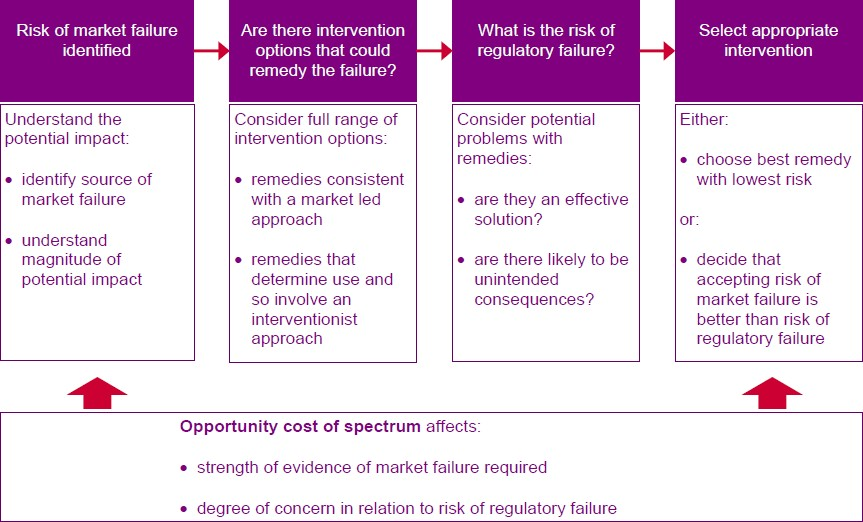 Risk of market failure
identified
Are there intervention
options that could
remedy the failure?
What is the risk of
regulatory failure?
Select appropriate
intervention
Understand the
potential impact:
• identify source of
market failure
• understand
magnitude of
potential impact
Consider full range of
intervention options:
• remedies consistent
with a market led
approach
• remedies that
determine use and
so involve an
interventionist
approach
Consider potential
problems with
remedies:
• are they an effective
solution?
• are there likely to be
unintended
consequences?
Either:
• choose best remedy
with lowest risk
or:
• decide that
accepting risk of
market failure is
better than risk of
regulatory failure
Opportunity cost of spectrum affects:
• strength of evidence of market failure required
• degree of concern in relation to risk of regulatory failure